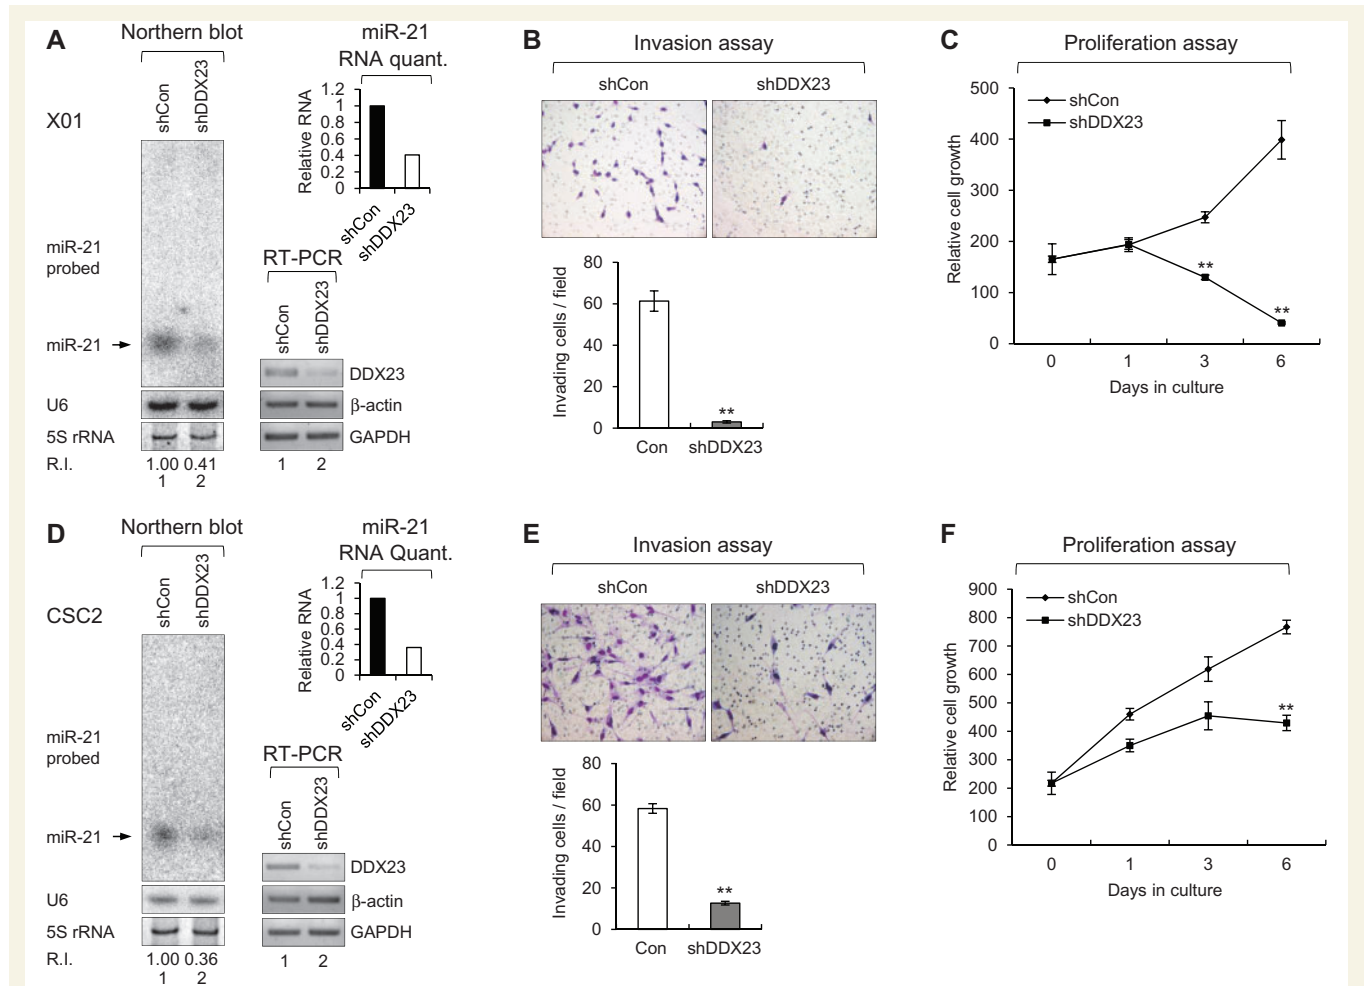 A
Northern blot
shCon
shDDX23
X01
miR-21
probed
miR-21
U6
5S rRNA
R.I.
1.00 0.41
1 2
miR-21
RNA quant.
Relative RNA
1.2
1
0.8
0.6
0.4
0.2
0
shCon
shDDX23
RT-PCR
shCon
shDDX23
DDX23
β-actin
GAPDH
1 2
B
Invasion assay
shCon shDDX23
Invading cells / field
80
60
40
20
0
**
Con shDDX23
C
Proliferation assay
shCon
shDDX23
Relative cell growth
500
400
300
200
100
0
**
**
0 1 3 6
Days in culture
D
Northern blot
shCon
shDDX23
CSC2
miR-21
probed
miR-21
U6
5S rRNA
R.I.
1.00 0.36
1 2
miR-21
RNA Quant.
Relative RNA
1.2
1
0.8
0.6
0.4
0.2
0
shCon
shDDX23
RT-PCR
shCon
shDDX23
DDX23
β-actin
GAPDH
1 2
E
Invasion assay
shCon shDDX23
Invading cells / field
80
60
40
20
0
**
Con shDDX23
F
Proliferation assay
shCon
shDDX23
Relative cell growth
900
800
700
600
500
400
300
200
100
0
**
0 1 3 6
Days in culture